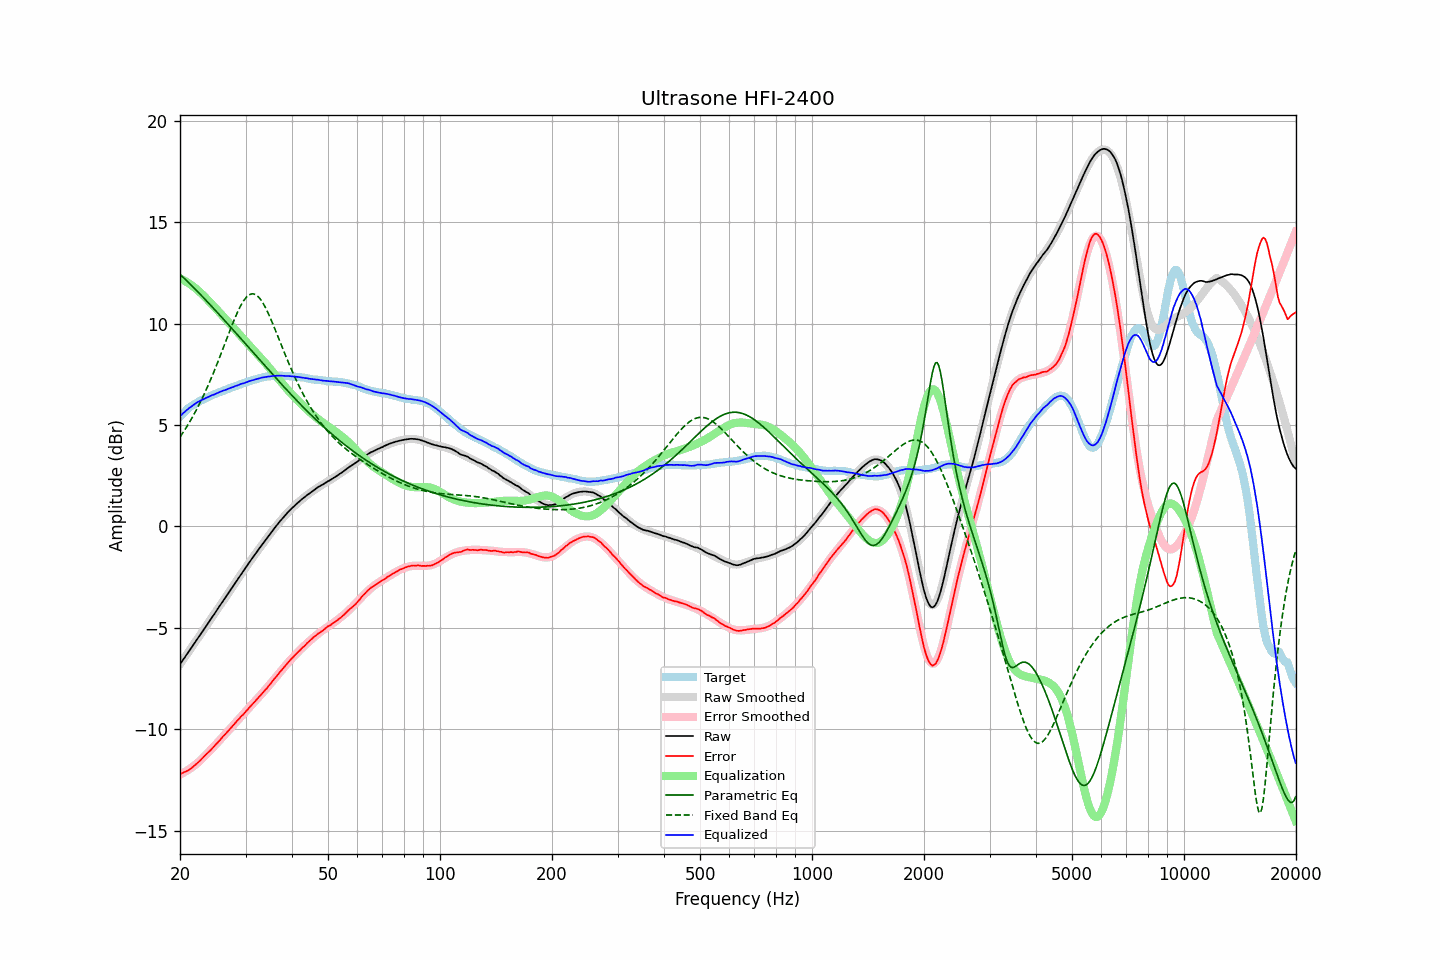 Ultrasone HFI-2400
Amplitude (dBr)
20
15
10
5
0
−5
−10
−15
Target
Raw Smoothed
Error Smoothed
Raw
Error
Equalization
Parametric Eq
Fixed Band Eq
Equalized
20 50 100 200 500 1000 2000 5000 10000 20000
Frequency (Hz)